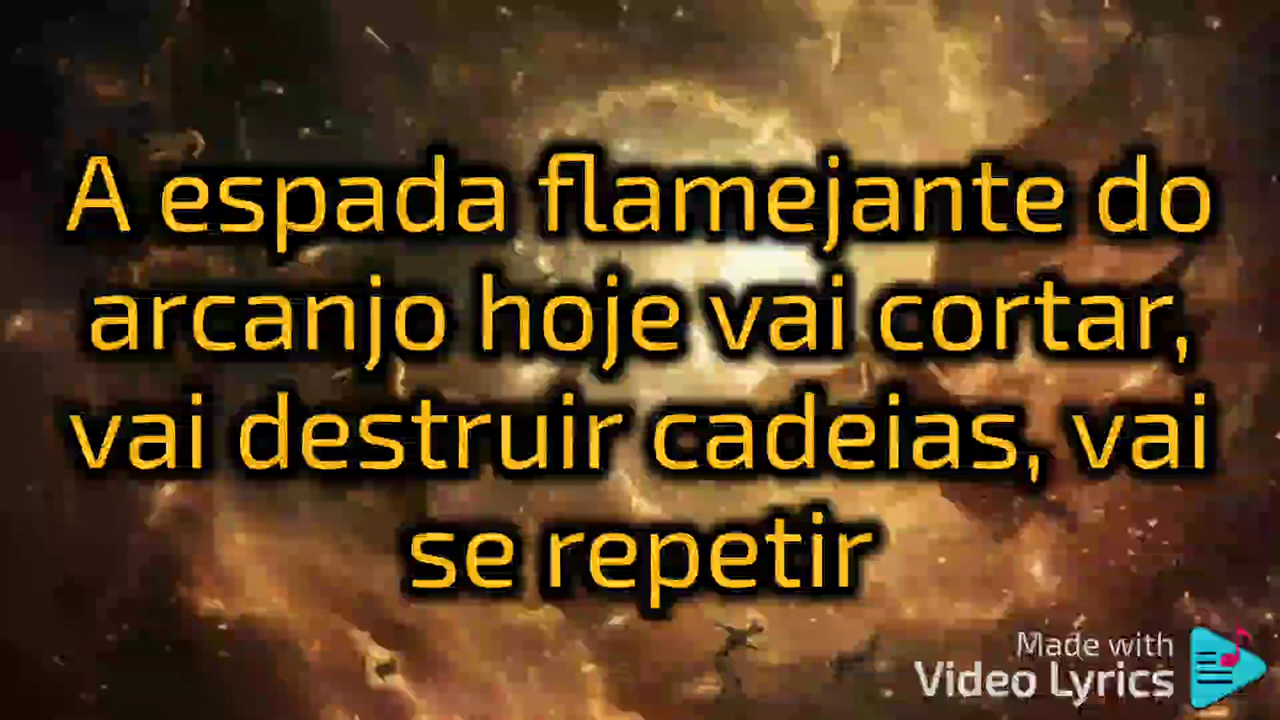 A espada flamejante do
arcanjo hoje vai cortar,
vai destruir cadeias, vai
se repetir
Made with
Video Lyrics